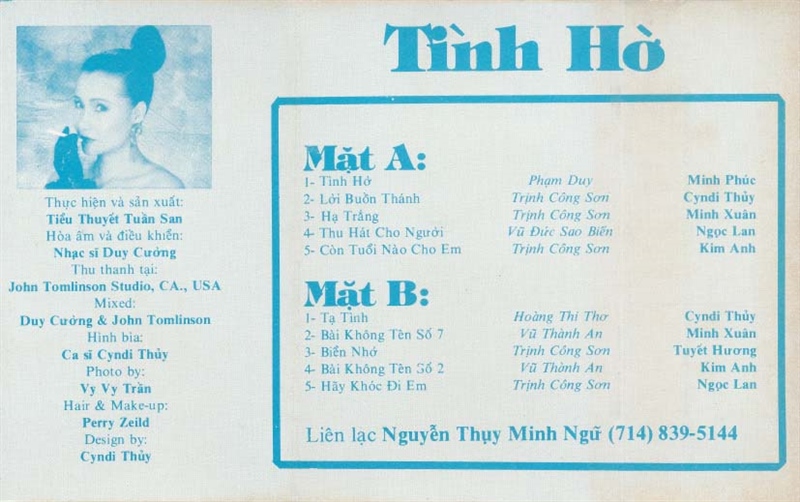 Tình Hờ
Thực hiện và sản xuất:
Tiểu Thuyết Tuần San
Hòa âm và điều khiển:
Nhạc sĩ Duy Cường
Thu thanh tại:
John Tomlinson Studio, CA., USA
Mixed:
Duy Cường & John Tomlinson
Hình bìa:
Ca sĩ Cyndi Thủy
Photo by:
Vy Vy Trần
Hair & Make-up:
Perry Zeild
Design by:
Cyndi Thủy
Mặt A:
1- Tình Hờ Phạm Duy Minh Phúc
2- Lời Buồn Thánh Trịnh Công Sơn Cyndi Thủy
3- Hạ Trắng Trịnh Công Sơn Minh Xuân
4- Thu Hát Cho Người Vũ Đức Sao Biển Ngọc Lan
5- Còn Tuổi Nào Cho Em Trịnh Công Sơn Kim Anh
Mặt B:
1- Tạ Tình Hoàng Thi Thơ Cyndi Thủy
2- Bài Không Tên Số 7 Vũ Thành An Minh Xuân
3- Biển Nhớ Trịnh Công Sơn Tuyết Hương
4- Bài Không Tên Số 2 Vũ Thành An Kim Anh
5- Hãy Khóc Đi Em Trịnh Công Sơn Ngọc Lan
Liên lạc Nguyễn Thụy Minh Ngữ (714) 839-5144